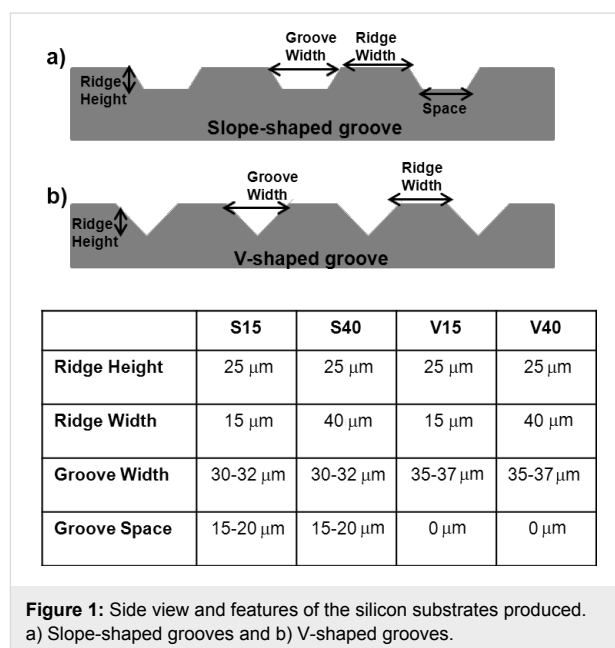 a)
Groove Width
Ridge Width
Ridge Height
Space
Slope-shaped groove
b)
Groove Width
Ridge Width
Ridge Height
V-shaped groove
S15 S40 V15 V40
Ridge Height 25 μm 25 μm 25 μm 25 μm
Ridge Width 15 μm 40 μm 15 μm 40 μm
Groove Width 30-32 μm 30-32 μm 35-37 μm 35-37 μm
Groove Space 15-20 μm 15-20 μm 0 μm 0 μm
Figure 1: Side view and features of the silicon substrates produced.
a) Slope-shaped grooves and b) V-shaped grooves.